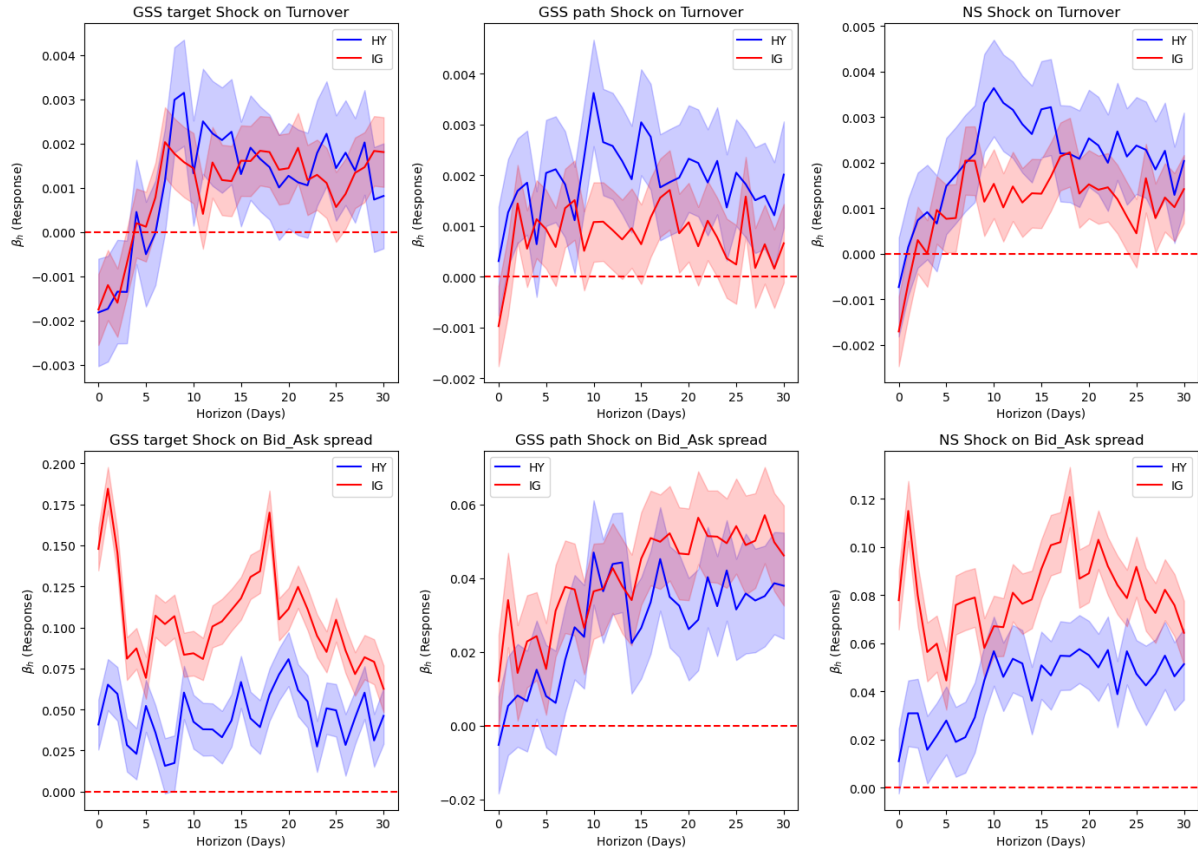 GSS target Shock on Turnover
0.004
0.003
0.002
0.001
0.000
−0.001
−0.002
−0.003
βh (Response)
HY
IG
0
5
10
15
20
25
30
Horizon (Days)
GSS path Shock on Turnover
0.004
0.003
0.002
0.001
0.000
−0.001
−0.002
βh (Response)
HY
IG
0
5
10
15
20
25
30
Horizon (Days)
NS Shock on Turnover
0.005
0.004
0.003
0.002
0.001
0.000
−0.001
−0.002
βh (Response)
HY
IG
0
5
10
15
20
25
30
Horizon (Days)
GSS target Shock on Bid_Ask spread
0.200
0.175
0.150
0.125
0.100
0.075
0.050
0.025
0.000
βh (Response)
HY
IG
0
5
10
15
20
25
30
Horizon (Days)
GSS path Shock on Bid_Ask spread
0.06
0.04
0.02
0.00
−0.02
βh (Response)
HY
IG
0
5
10
15
20
25
30
Horizon (Days)
NS Shock on Bid_Ask spread
0.12
0.10
0.08
0.06
0.04
0.02
0.00
βh (Response)
HY
IG
0
5
10
15
20
25
30
Horizon (Days)